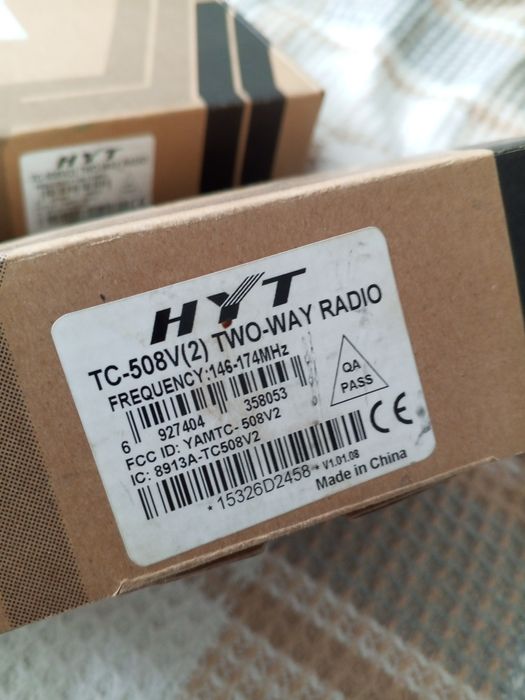 HYT
HYT
TC-508V(2) TWO-WAY RADIO
FREQUENCY:146-174MHz
6 927404 358053
QA
PASS
FCC ID: YAMTC- 508V2
IC: 8913A-TC508V2
CE
*15326D2458* V1.01.08
Made in China